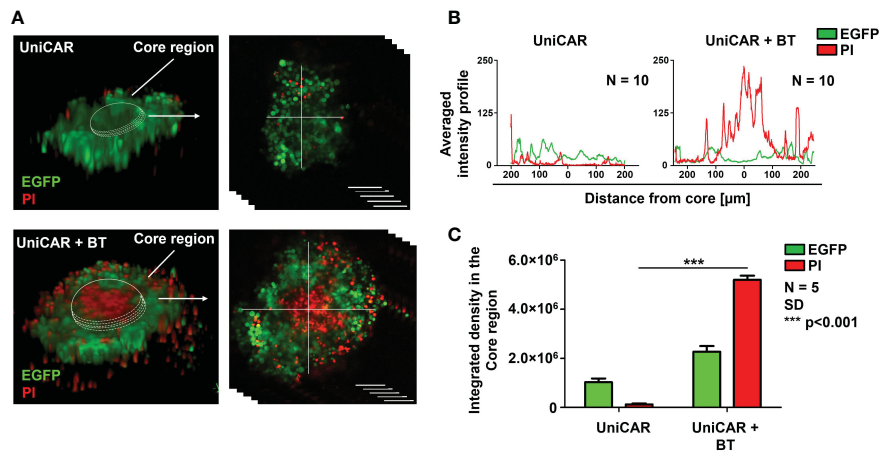 A
UniCAR
Core region
EGFP
PI
UniCAR + BT
Core region
EGFP
PI
B
UniCAR
UniCAR + BT
EGFP
PI
N = 10
N = 10
Averaged
intensity profile
250
125
0
200 100 0 100 200
250
125
0
200 100 0 100 200
Distance from core [µm]
C
EGFP
PI
N = 5
SD
*** p<0.001
***
Integrated density in the
Core region
6.0×10⁶
4.0×10⁶
2.0×10⁶
0
UniCAR
UniCAR +
BT